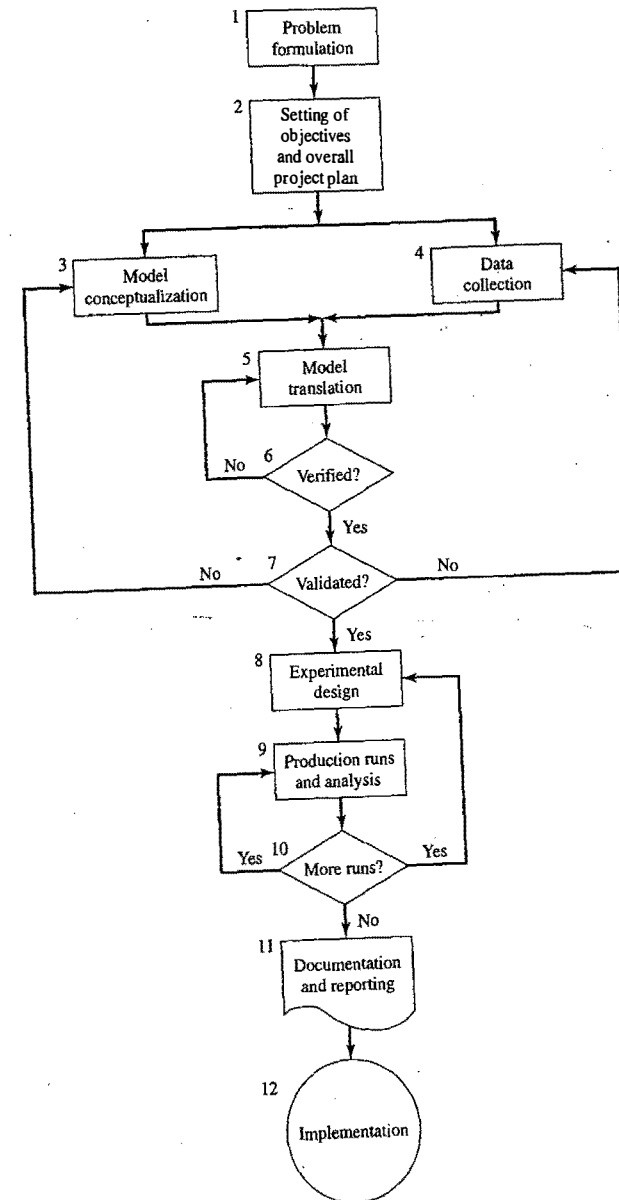 1
Problem
formulation
2
Setting of
objectives
and overall
project plan
3
Model
conceptualization
4
Data
collection
5
Model
translation
6
No
Verified?
Yes
7
No
Validated?
No
Yes
8
Experimental
design
9
Production runs
and analysis
10
Yes
More runs?
Yes
No
11
Documentation
and reporting
12
Implementation